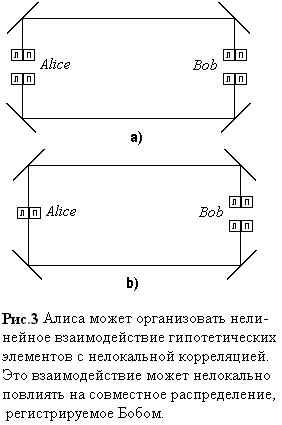 Л П
Alice
Л П
Л П
Bob
Л П
a)
Л П
Alice
Л П
Bob
Л П
b)
Рис.3 Алиса может организовать нели-
нейное взаимодействие гипотетических
элементов с нелокальной корреляцией.
Это взаимодействие может нелокально
повлиять на совместное распределение,
регистрируемое Бобом.